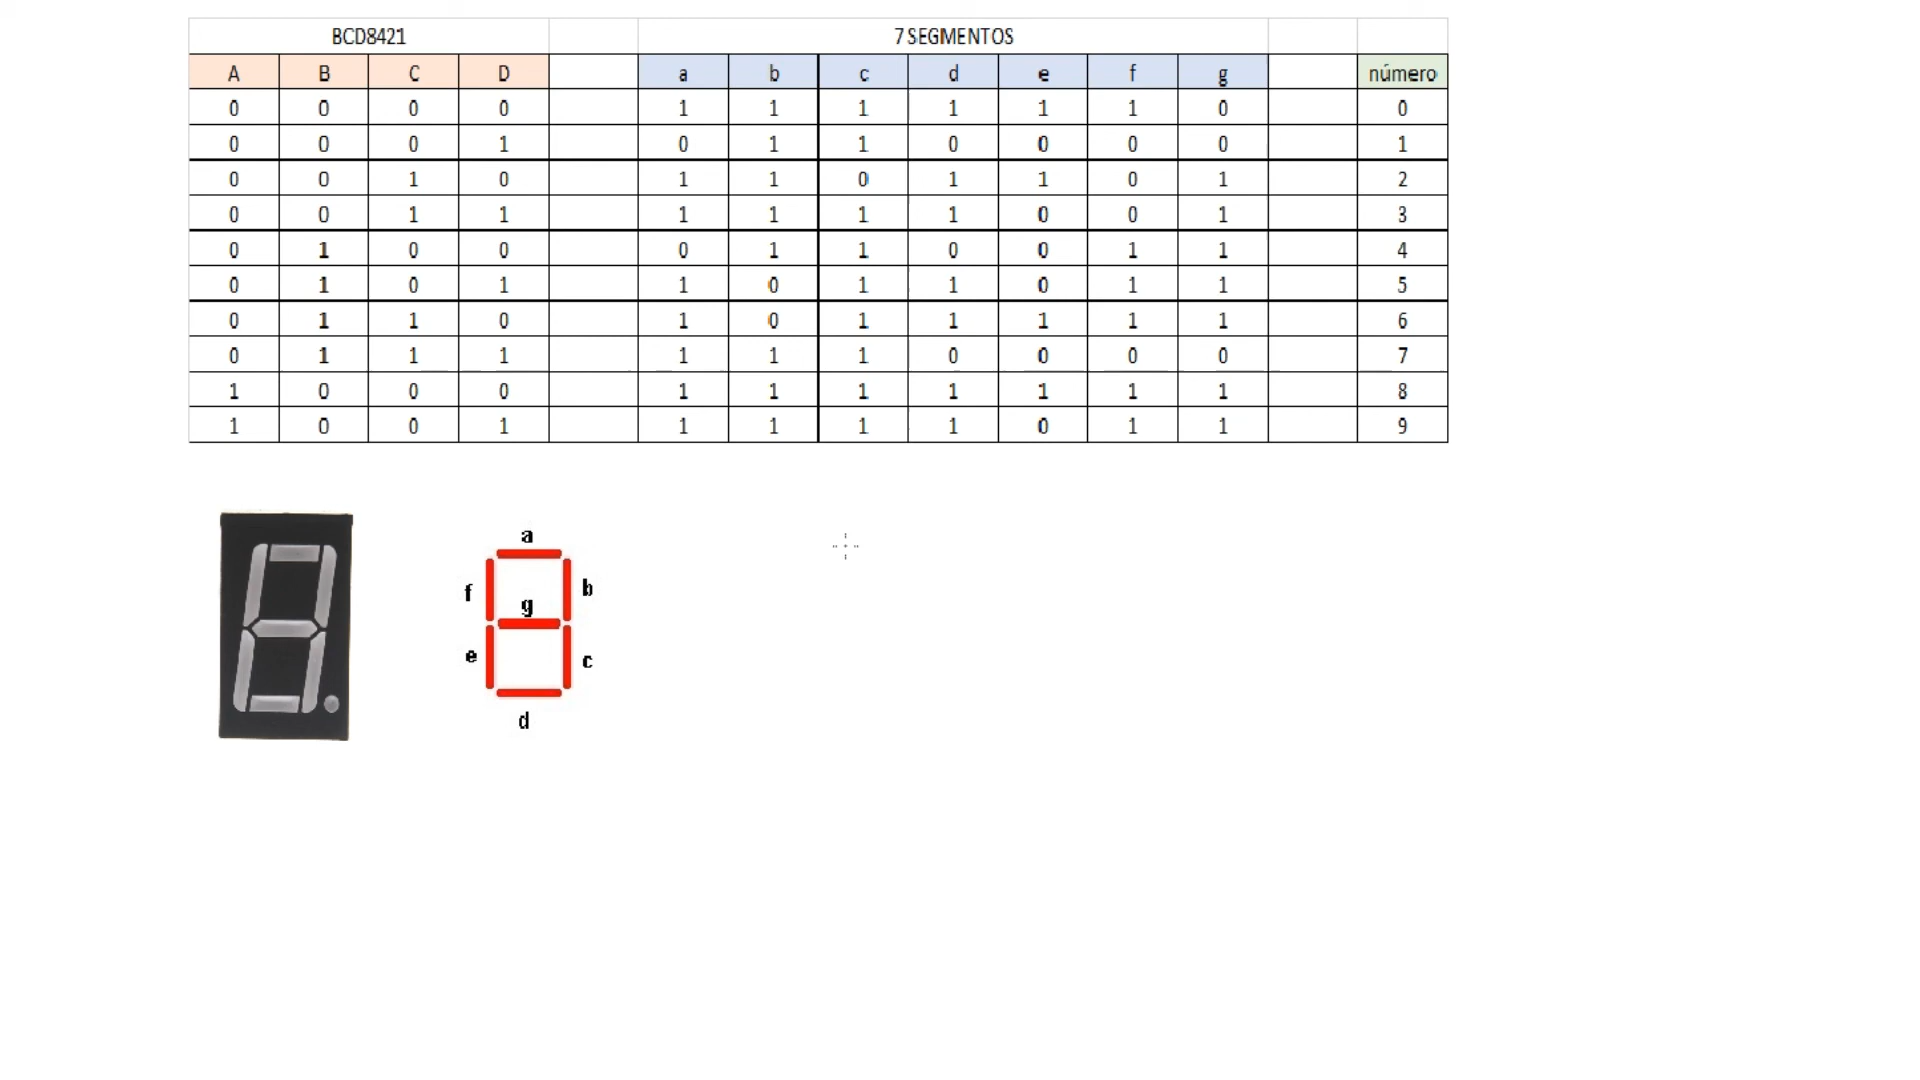 BCD8421 7 SEGMENTOS
A B C D a b c d e f g número
0 0 0 0 1 1 1 1 1 1 0 0
0 0 0 1 0 1 1 0 0 0 0 1
0 0 1 0 1 1 0 1 1 0 1 2
0 0 1 1 1 1 1 1 0 0 1 3
0 1 0 0 0 1 1 0 0 1 1 4
0 1 0 1 1 0 1 1 0 1 1 5
0 1 1 0 1 0 1 1 1 1 1 6
0 1 1 1 1 1 1 0 0 0 0 7
1 0 0 0 1 1 1 1 1 1 1 8
1 0 0 1 1 1 1 1 0 1 1 9
a
f b
g
e c
d